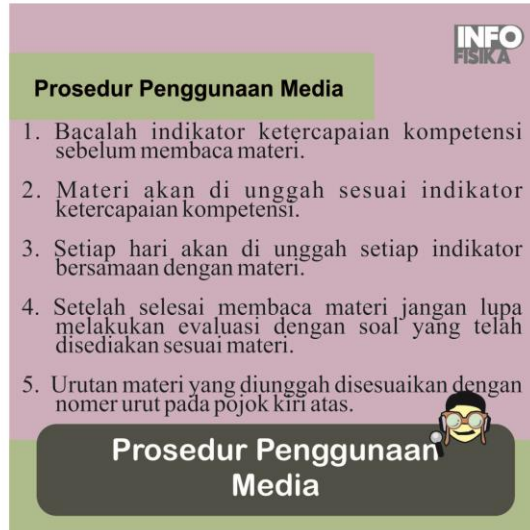 INFO
FISIKA
Prosedur Penggunaan Media
1. Bacalah indikator ketercapaian kompetensi
sebelum membaca materi.
2. Materi akan di unggah sesuai indikator
ketercapaian kompetensi.
3. Setiap hari akan di unggah setiap indikator
bersamaan dengan materi.
4. Setelah selesai membaca materi jangan lupa
melakukan evaluasi dengan soal yang telah
disediakan sesuai materi.
5. Urutan materi yang diunggah disesuaikan dengan
nomer urut pada pojok kiri atas.
Prosedur Penggunaan
Media